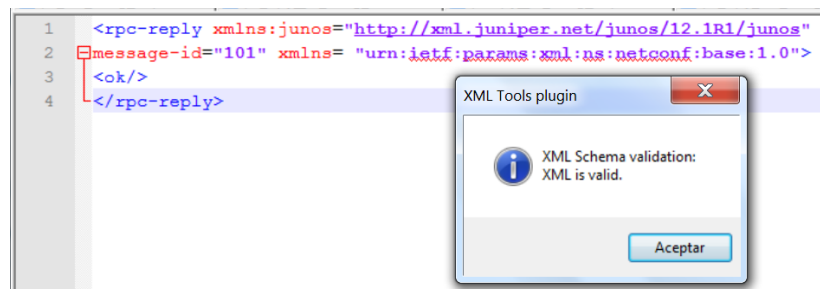 1 <rpc-reply xmlns:junos="http://xml.juniper.net/junos/12.1R1/junos"
2 message-id="101" xmlns= "urn:ietf:params:xml:ns:netconf:base:1.0">
3 <ok/>
4 </rpc-reply>
XML Tools plugin
XML Schema validation:
XML is valid.
Aceptar